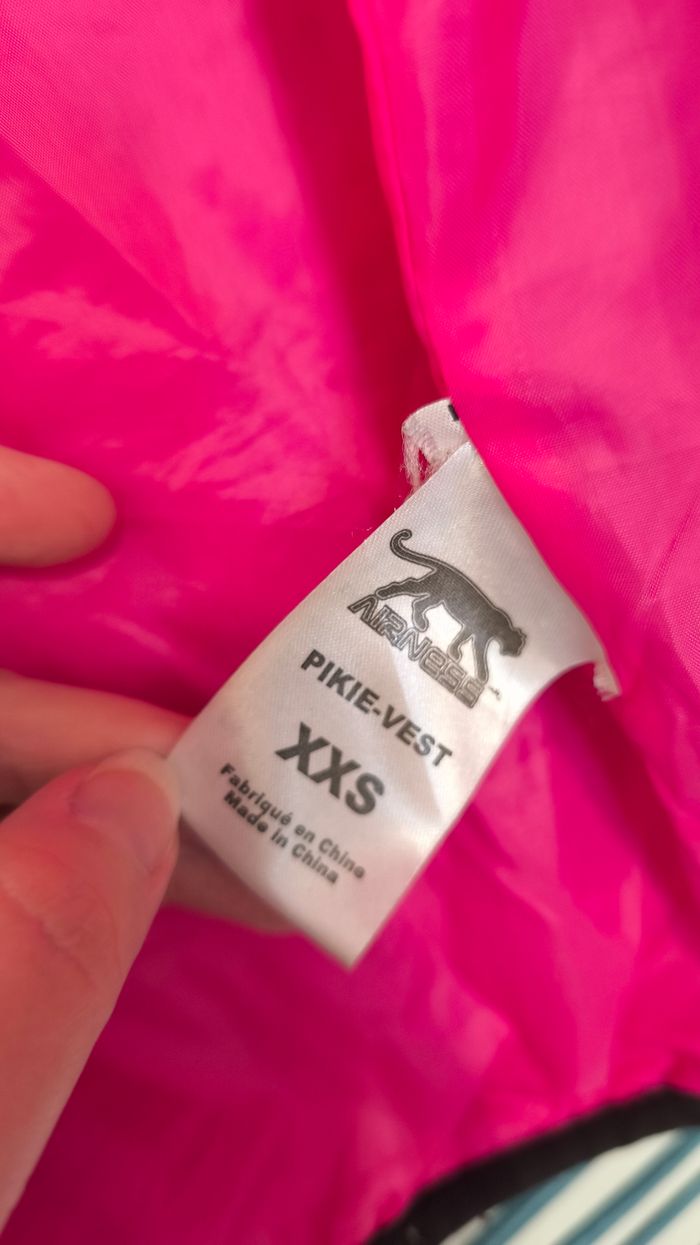 AIRNESS
PIKIE-VEST
XXS
Fabriqué en Chine
Made in China